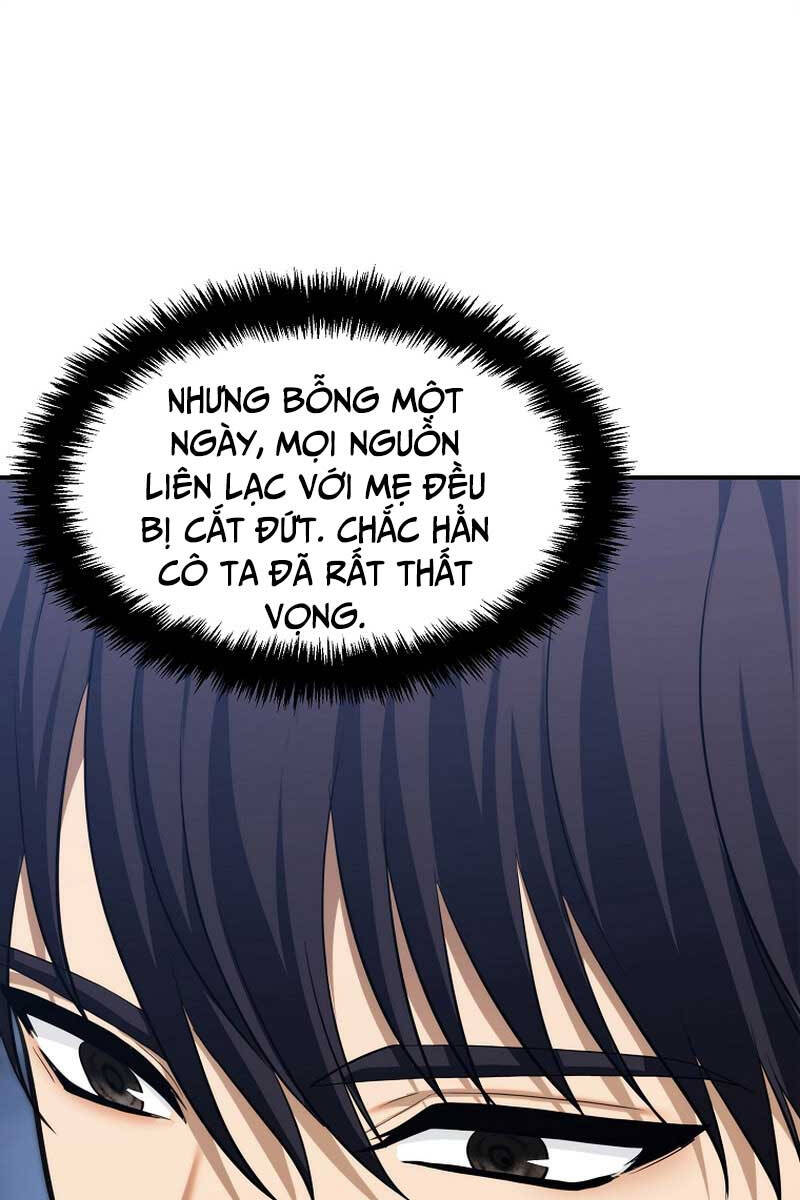 NHƯNG BỖNG MỘT
NGÀY, MỌI NGUỒN
LIÊN LẠC VỚI MẸ ĐỀU
BỊ CẮT ĐỨT. CHẮC HẲN
CÔ TA ĐÃ RẤT THẤT
VỌNG.